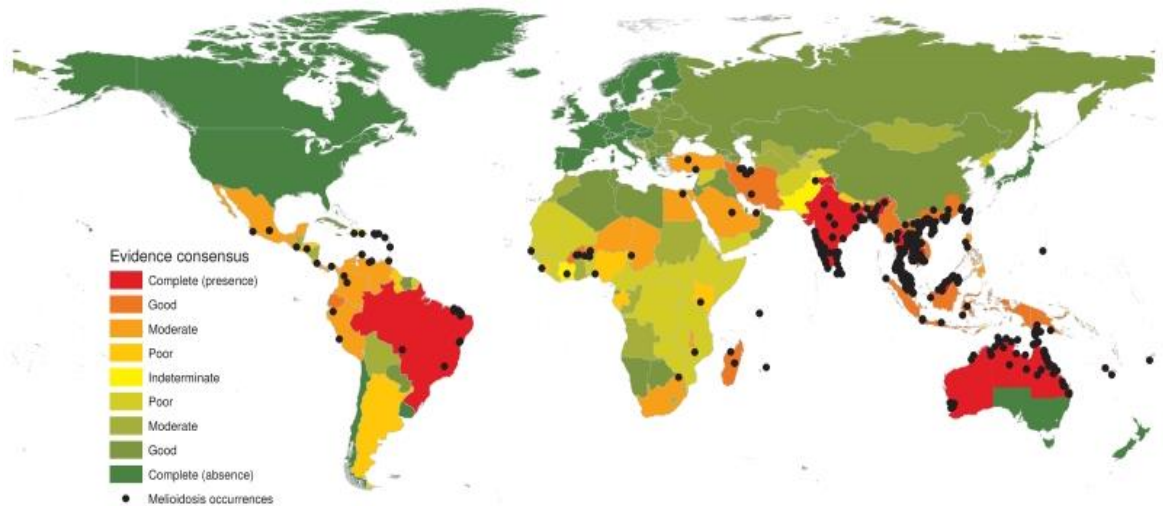 Evidence consensus
Complete (presence)
Good
Moderate
Poor
Indeterminate
Poor
Moderate
Good
Complete (absence)
Melioidosis occurrences